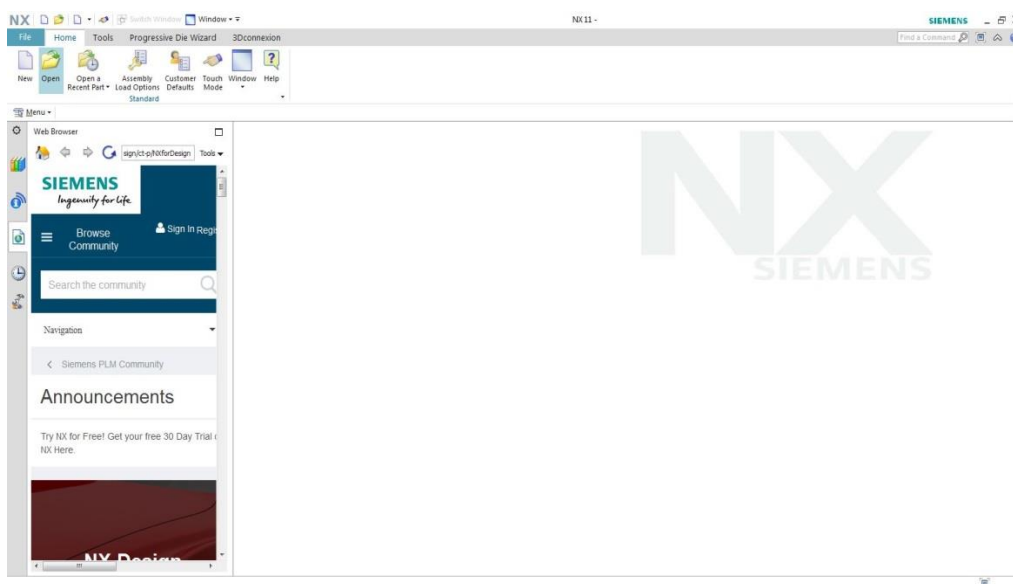 NX Switch Window Window NX 11 - SIEMENS
File Home Tools Progressive Die Wizard 3Dconnexion Find a Command
New Open Open a Recent Part Assembly Load Options Customer Defaults Touch Mode Window Help
Standard
Menu
Web Browser
sign/ct-p/NXforDesign Tools
SIEMENS
Ingenuity for life
Browse Community
Sign In Regis
Search the community
Navigation
Siemens PLM Community
Announcements
Try NX for Free! Get your free 30 Day Trial
NX Here.
NX Design
NX
SIEMENS